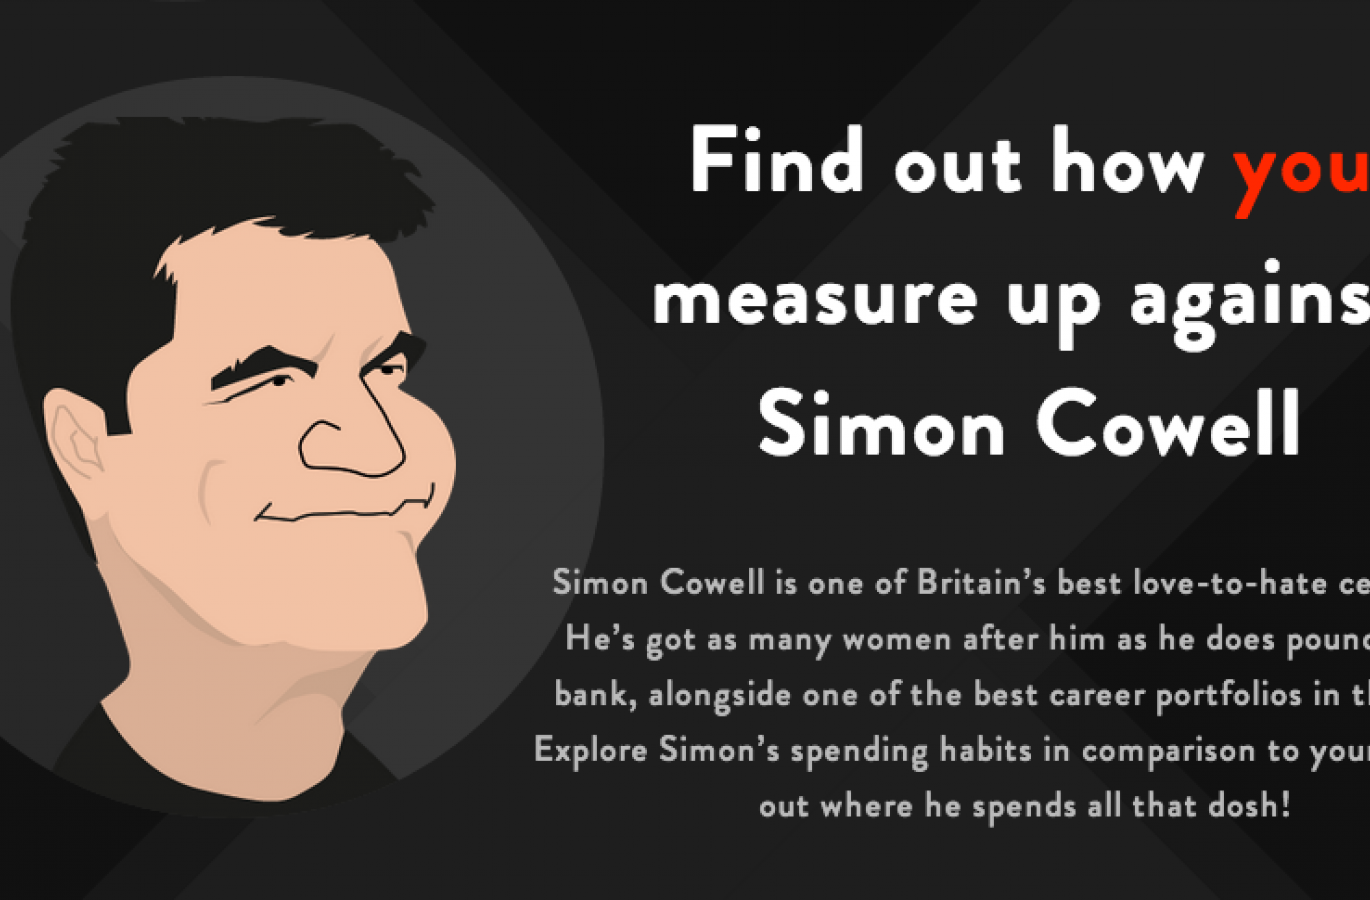 Find out how you
measure up agains
Simon Cowell
Simon Cowell is one of Britain’s best love-to-hate ce
He’s got as many women after him as he does pound
bank, alongside one of the best career portfolios in th
Explore Simon’s spending habits in comparison to your
out where he spends all that dosh!